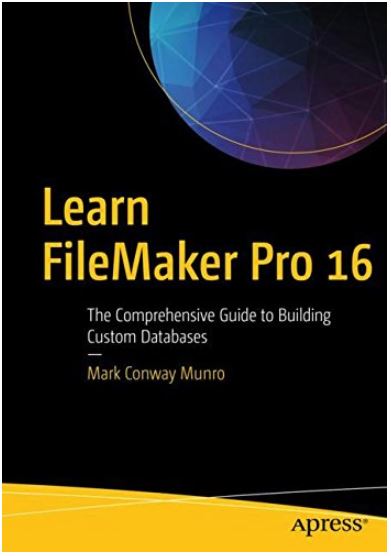 Learn
FileMaker Pro 16
The Comprehensive Guide to Building
Custom Databases
—
Mark Conway Munro
Apress®